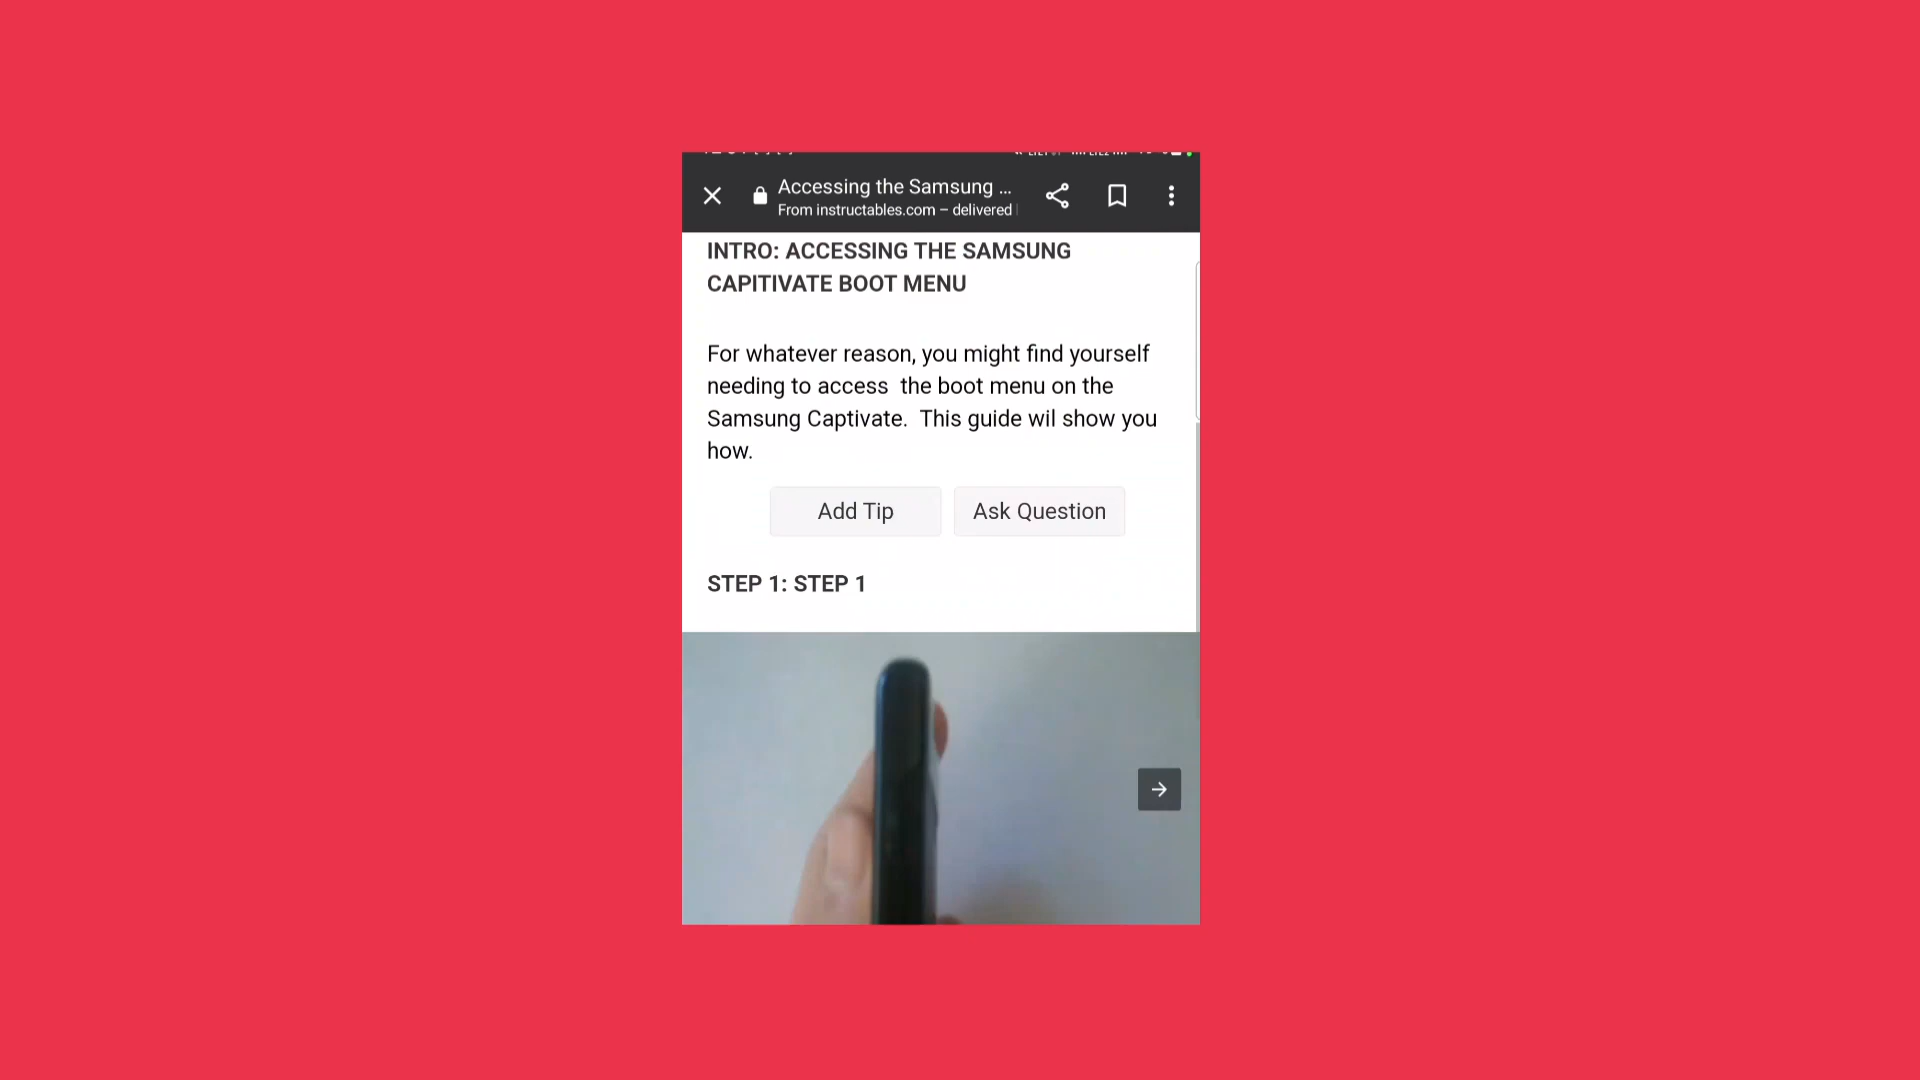 Accessing the Samsung ...
From instructables.com – delivered
INTRO: ACCESSING THE SAMSUNG
CAPITIVATE BOOT MENU
For whatever reason, you might find yourself
needing to access  the boot menu on the
Samsung Captivate.  This guide wil show you
how.
Add Tip
Ask Question
STEP 1: STEP 1